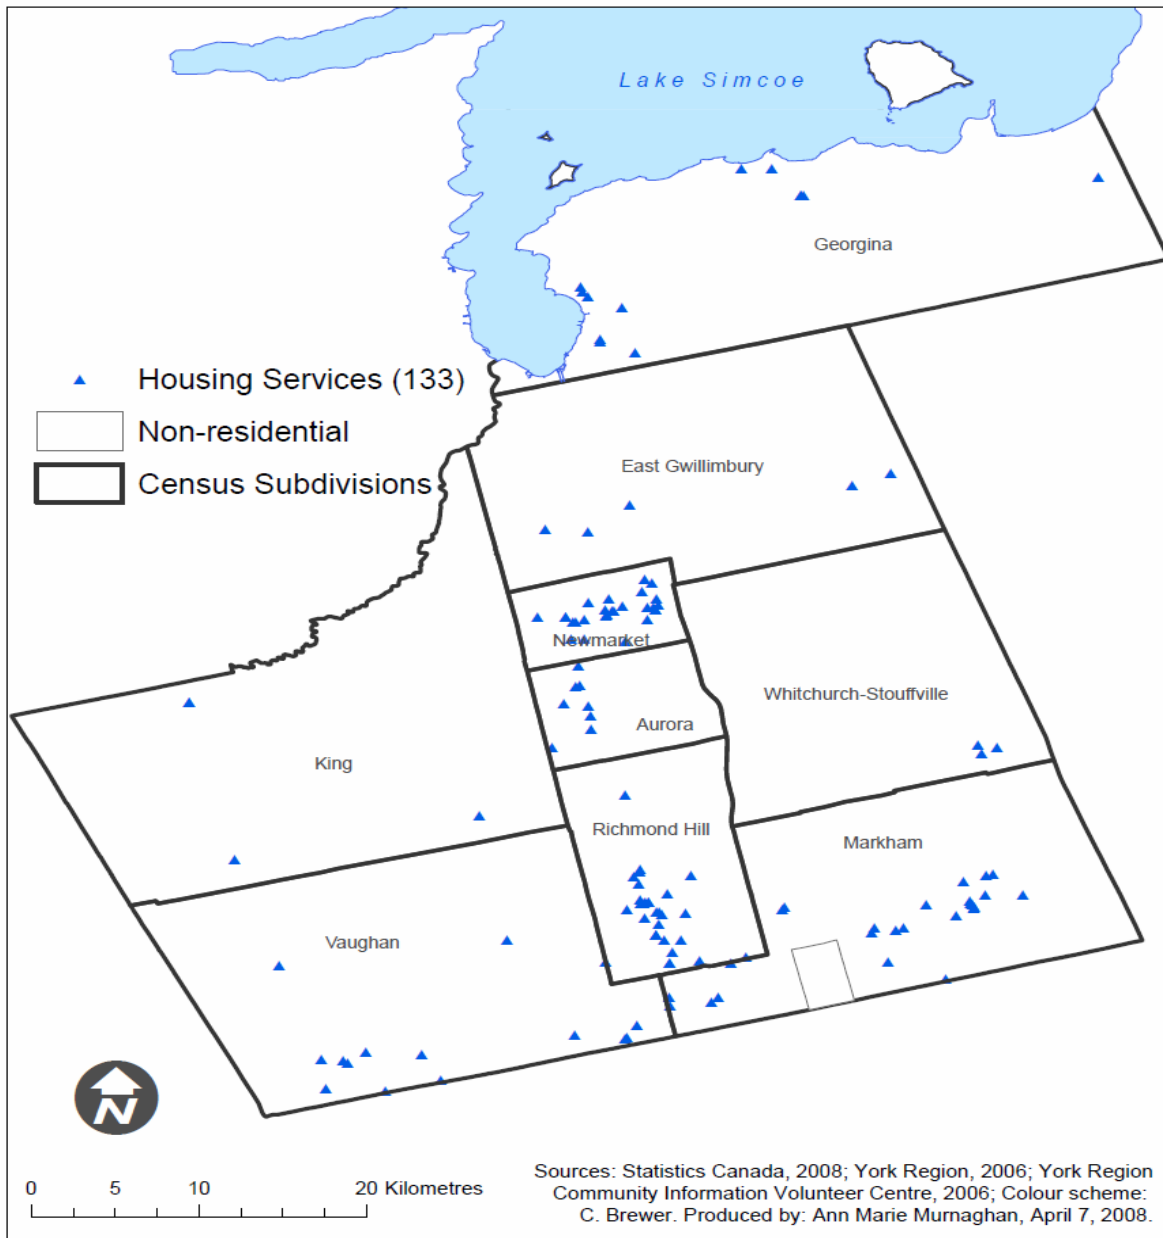 Lake Simcoe
Georgina
Housing Services (133)
Non-residential
Census Subdivisions
East Gwillimbury
Newmarket
Whitchurch-Stouffville
Aurora
King
Richmond Hill
Markham
Vaughan
N
0 5 10 20 Kilometres
Sources: Statistics Canada, 2008; York Region, 2006; York Region
Community Information Volunteer Centre, 2006; Colour scheme:
C. Brewer. Produced by: Ann Marie Murnaghan, April 7, 2008.